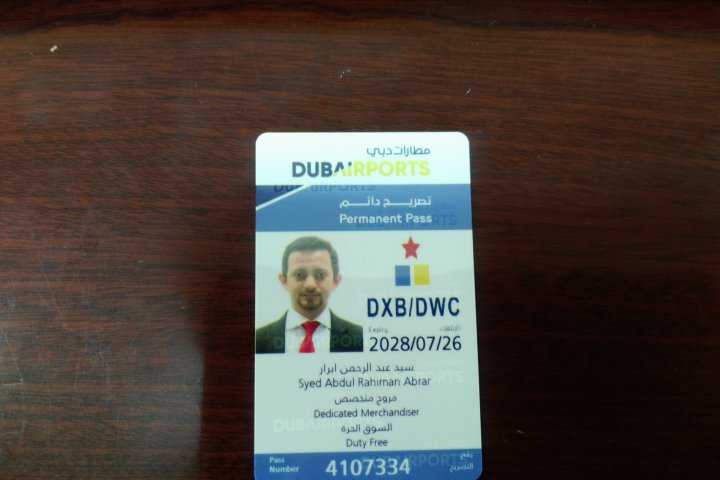 مطارات دبي
DUBAIRPORTS
تصريح دائم
Permanent Pass
DXB/DWC
Expiry الإنتهاء
2028/07/26
سيد عبد الرحمن ابرار
Syed Abdul Rahiman Abrar
مروج متخصص
Dedicated Merchandiser
السوق الحرة
Duty Free
Pass Number 4107334 رقم التصريح